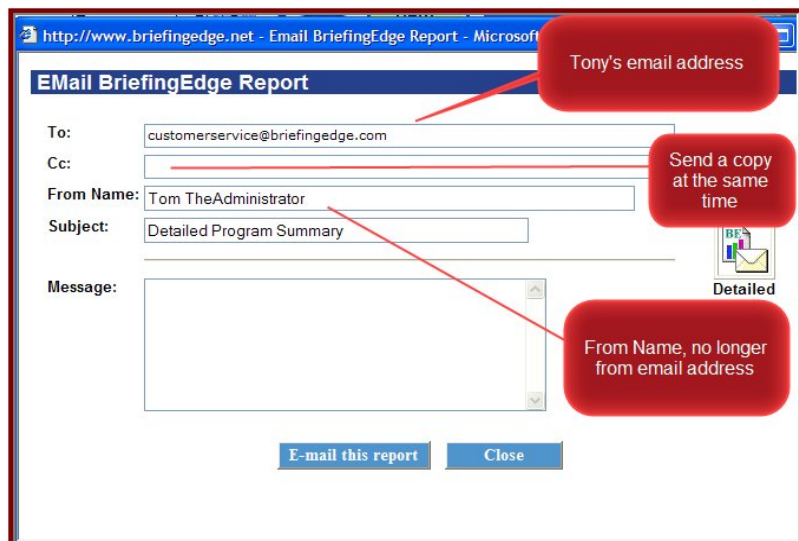 http://www.briefingedge.net - Email BriefingEdge Report - Microsoft
Tony's email address
EMail BriefingEdge Report
To:
customerservice@briefingedge.com
Cc:
Send a copy
at the same
time
From Name:
Tom TheAdministrator
Subject:
Detailed Program Summary
BE
Detailed
Message:
From Name, no longer
from email address
E-mail this report
Close